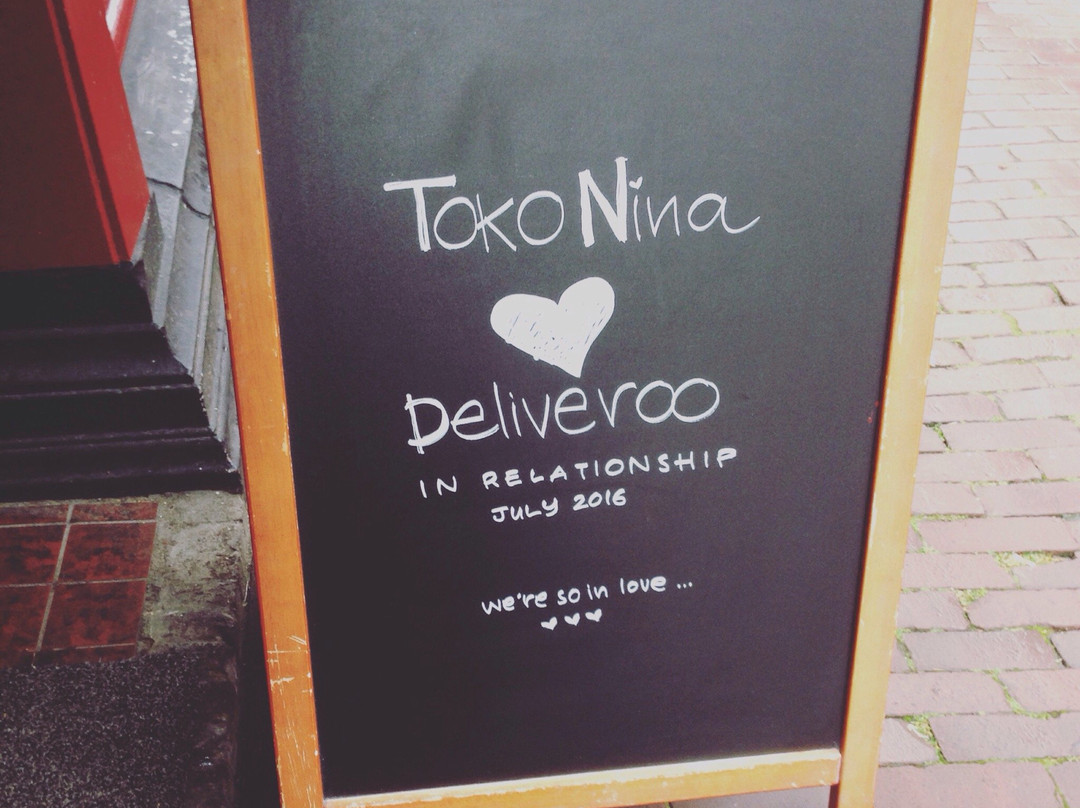 Toko Nina
Deliveroo
IN RELATIONSHIP
JULY 2016
we're so in love ...